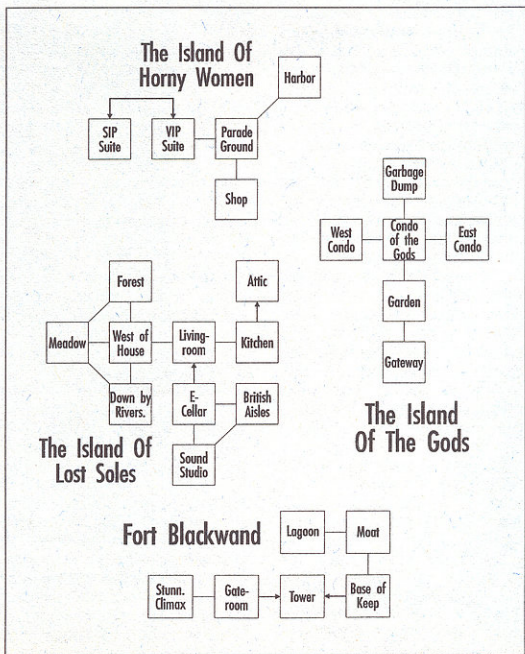 The Island Of
Horny Women
Harbor
SIP
Suite
VIP
Suite
Parade
Ground
Shop
Garbage
Dump
West
Condo
Condo
of the
Gods
East
Condo
Garden
Gateway
The Island
Of The Gods
Forest
Attic
Meadow
West of
House
Living-
room
Kitchen
Down by
Rivers.
E-
Cellar
British
Aisles
Sound
Studio
The Island Of
Lost Soles
Fort Blackwand
Lagoon
Moat
Stunn.
Climax
Gate-
room
Tower
Base of
Keep